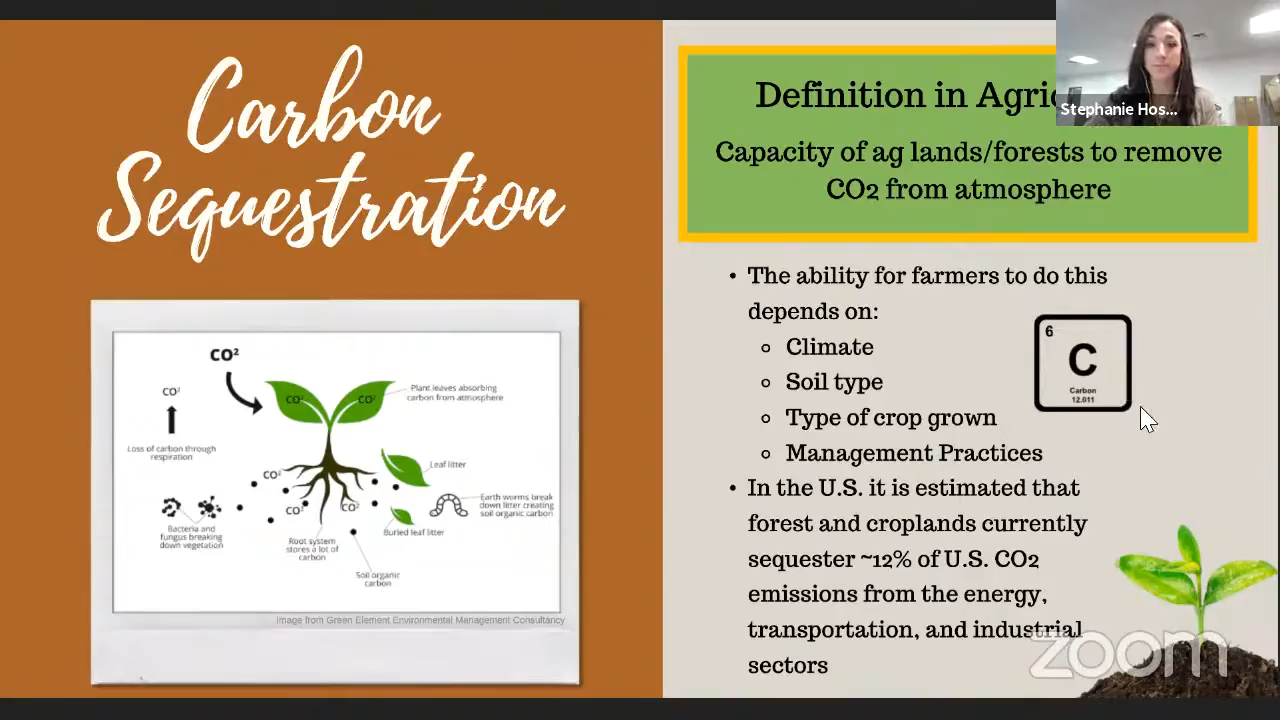 Carbon
Sequestration
CO²
CO²
CO²
CO²
Plant leaves absorbing
carbon from atmosphere
Loss of carbon through
respiration
Leaf litter
CO²
CO²
CO²
Earth worms break
down litter creating
soil organic carbon
Bacteria and
fungus breaking
down vegetation
Buried leaf litter
Root system
stores a lot of
carbon
Soil organic
carbon
Image from Green Element Environmental Management Consultancy
Definition in
Stephanie Hos...
Capacity of ag lands/forests to remove
CO2 from atmosphere
• The ability for farmers to do this
depends on:
Climate
Soil type
Type of crop grown
Management Practices
6
C
Carbon
12.011
• In the U.S. it is estimated that
forest and croplands currently
sequester ~12% of U.S. CO2
emissions from the energy,
transportation, and industrial
sectors
zoom